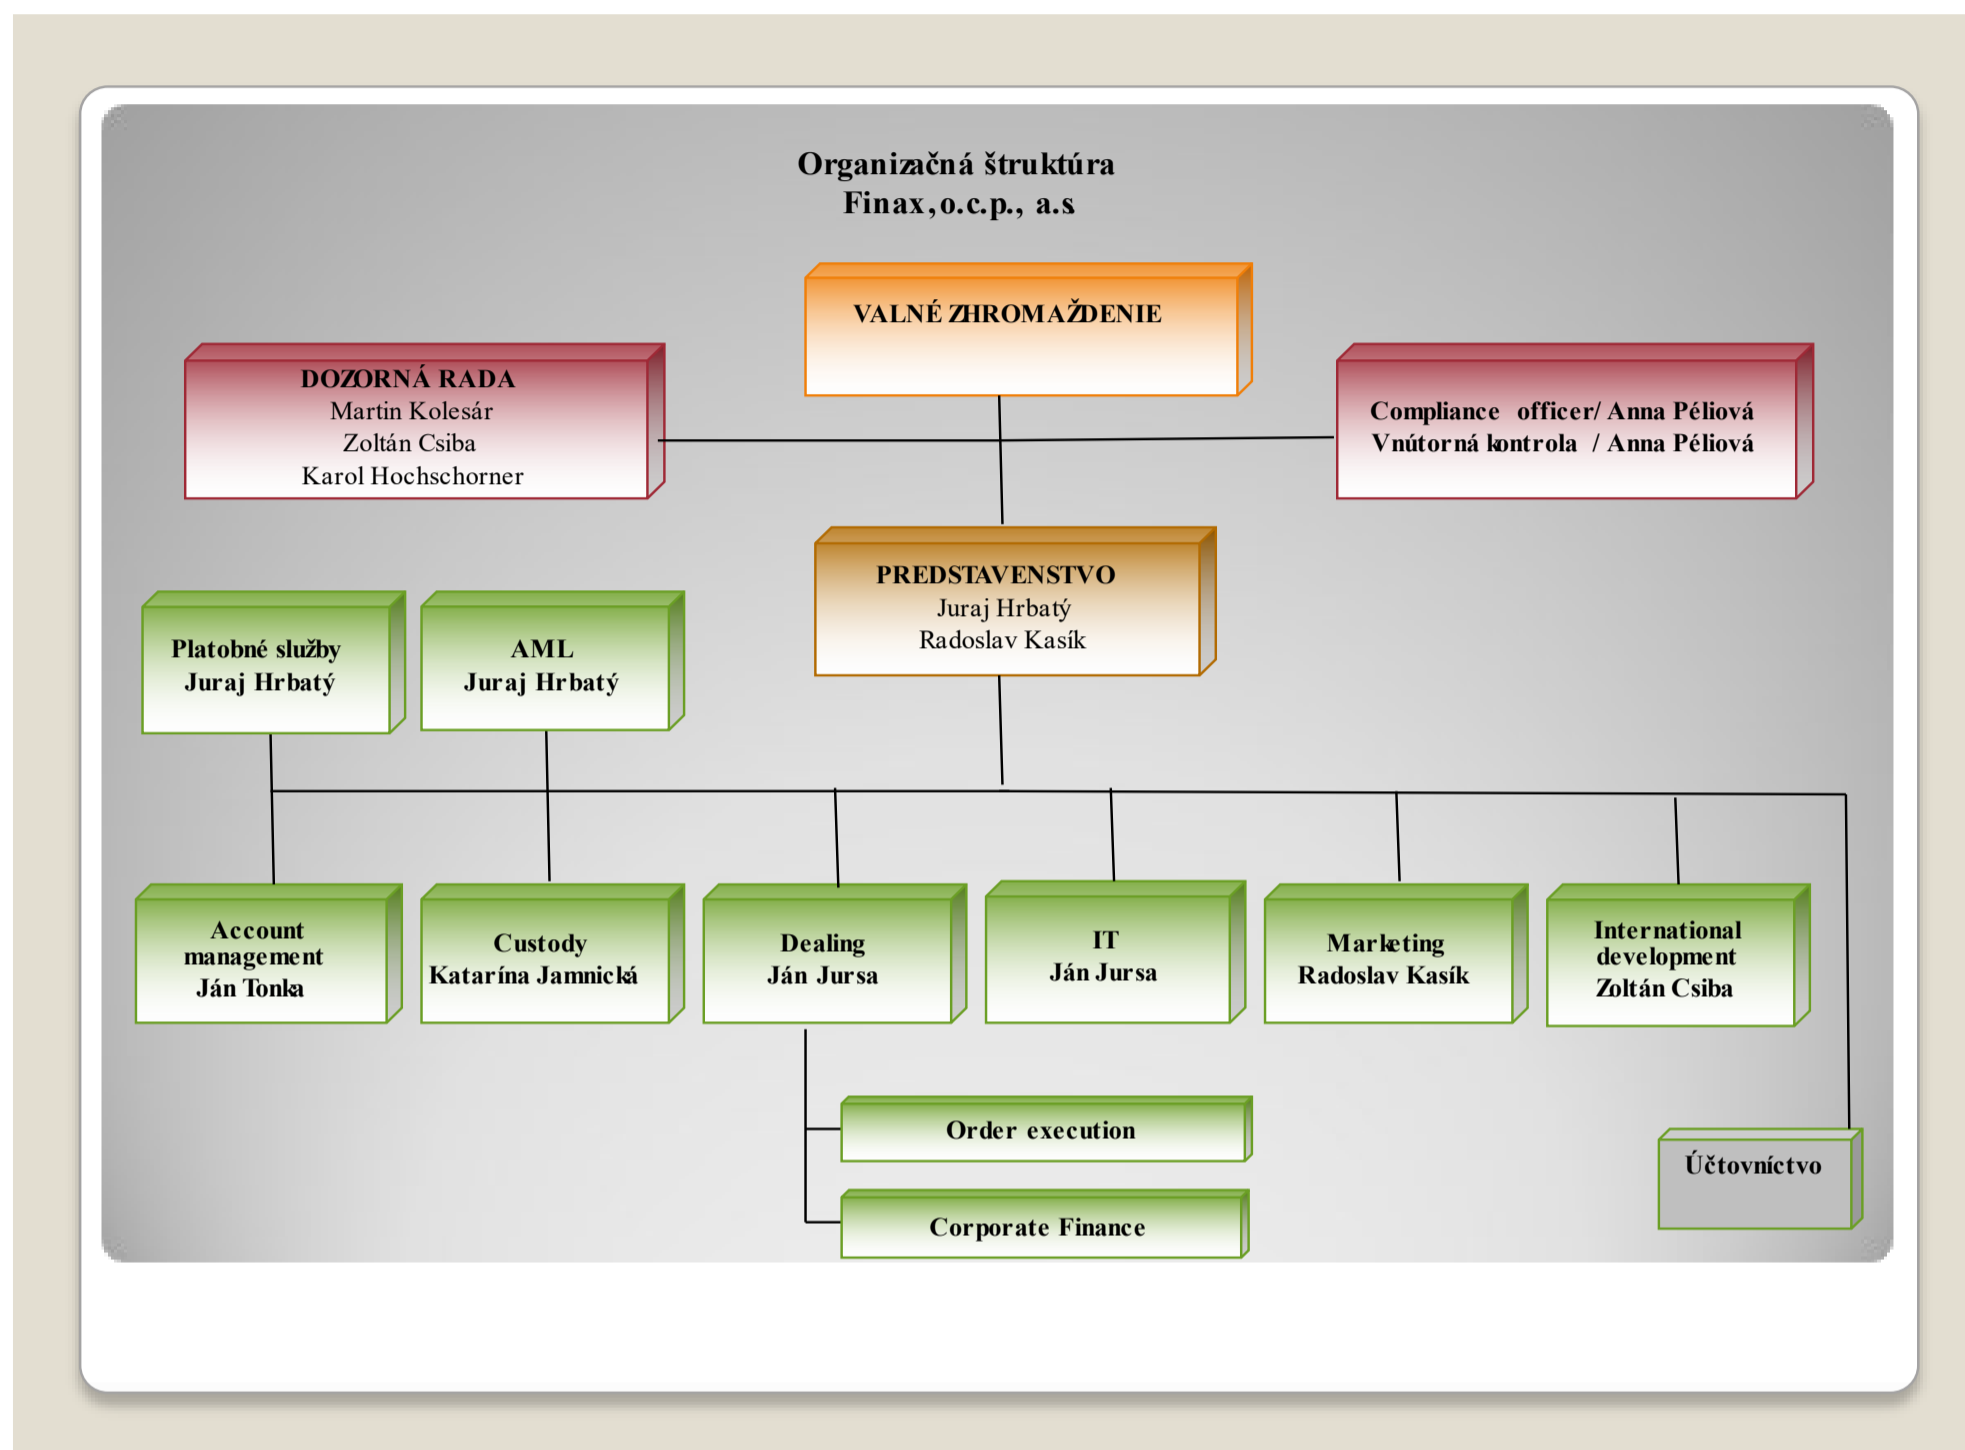 Organizačná štruktúra
Finax,o.c.p., a.s.
VALNÉ ZHROMAŽDENIE
DOZORNÁ RADA
Martin Kolesár
Zoltán Csiba
Karol Hochschorner
Compliance officer/ Anna Péliová
Vnútorná kontrola / Anna Péliová
PREDSTAVENSTVO
Juraj Hrbatý
Radoslav Kasík
Platobné služby
Juraj Hrbatý
AML
Juraj Hrbatý
Account
management
Ján Tonka
Custody
Katarína Jamnická
Dealing
Ján Jursa
IT
Ján Jursa
Marketing
Radoslav Kasík
International
development
Zoltán Csiba
Order execution
Corporate Finance
Účtovníctvo